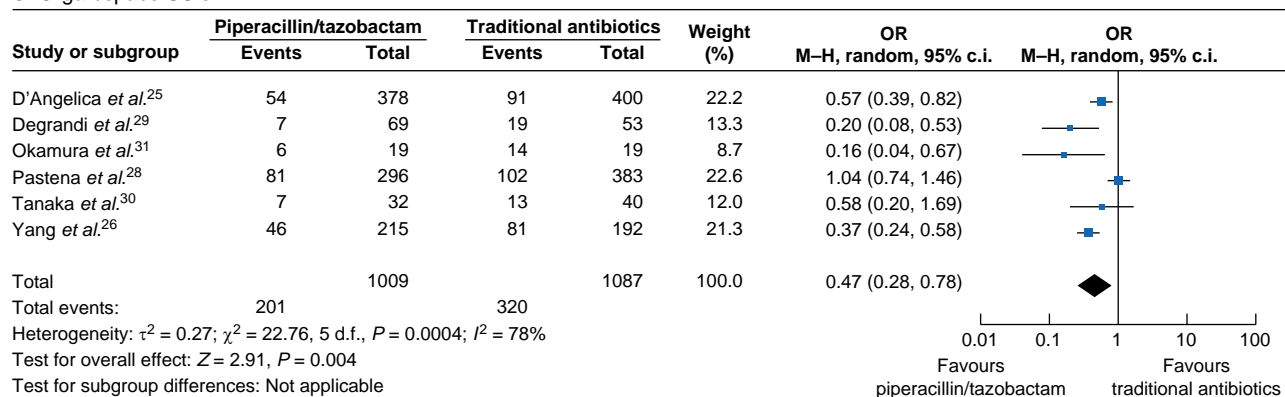 Piperacillin/tazobactam Traditional antibiotics Weight OR OR
Study or subgroup Events Total Events Total (%) M–H, random, 95% c.i. M–H, random, 95% c.i.
D'Angelica et al.25 54 378 91 400 22.2 0.57 (0.39, 0.82)
Degrandi et al.29 7 69 19 53 13.3 0.20 (0.08, 0.53)
Okamura et al.31 6 19 14 19 8.7 0.16 (0.04, 0.67)
Pastena et al.28 81 296 102 383 22.6 1.04 (0.74, 1.46)
Tanaka et al.30 7 32 13 40 12.0 0.58 (0.20, 1.69)
Yang et al.26 46 215 81 192 21.3 0.37 (0.24, 0.58)
Total 1009 1087 100.0 0.47 (0.28, 0.78)
Total events: 201 320
Heterogeneity: τ2 = 0.27; χ2 = 22.76, 5 d.f., P = 0.0004; I2 = 78%
Test for overall effect: Z = 2.91, P = 0.004
Test for subgroup differences: Not applicable
0.01 0.1 1 10 100
Favours Favours
piperacillin/tazobactam traditional antibiotics